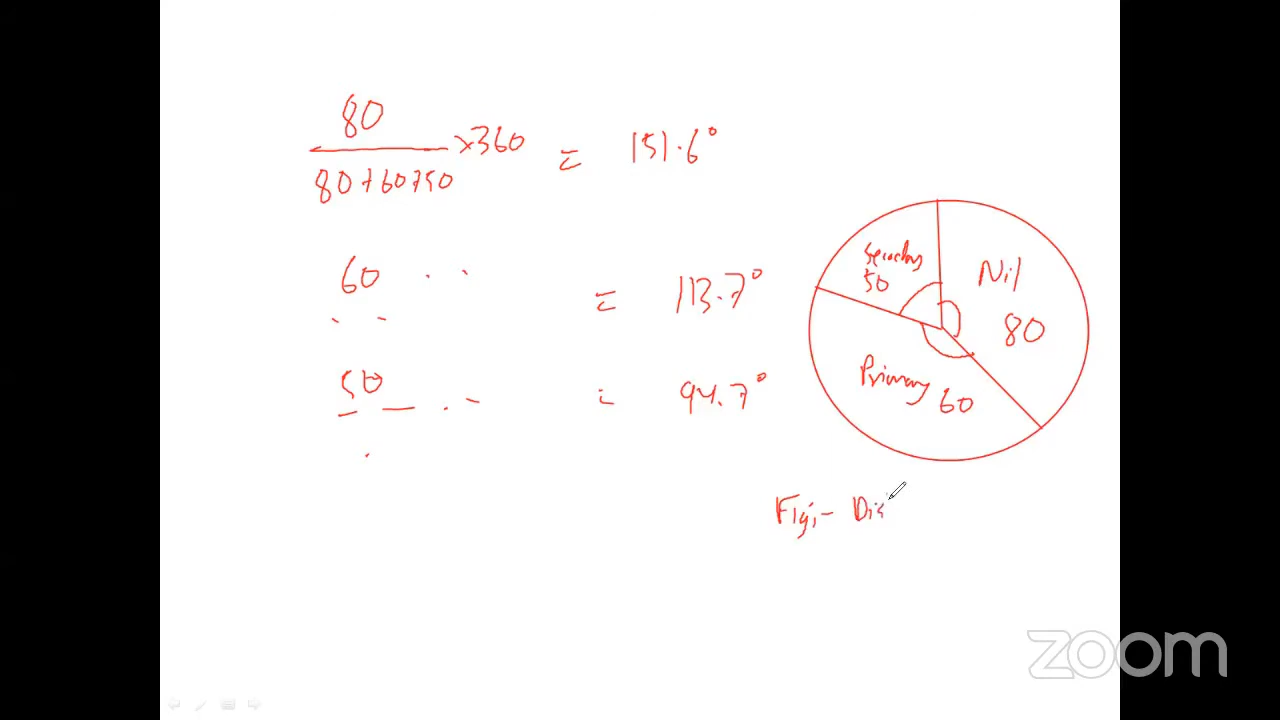 80
×360 = 151.6°
80+60+50
60 . . = 113.7°
50 = 94.7°
Secondary
50
Nil
80
Primary 60
Fig:- Dis
zoom